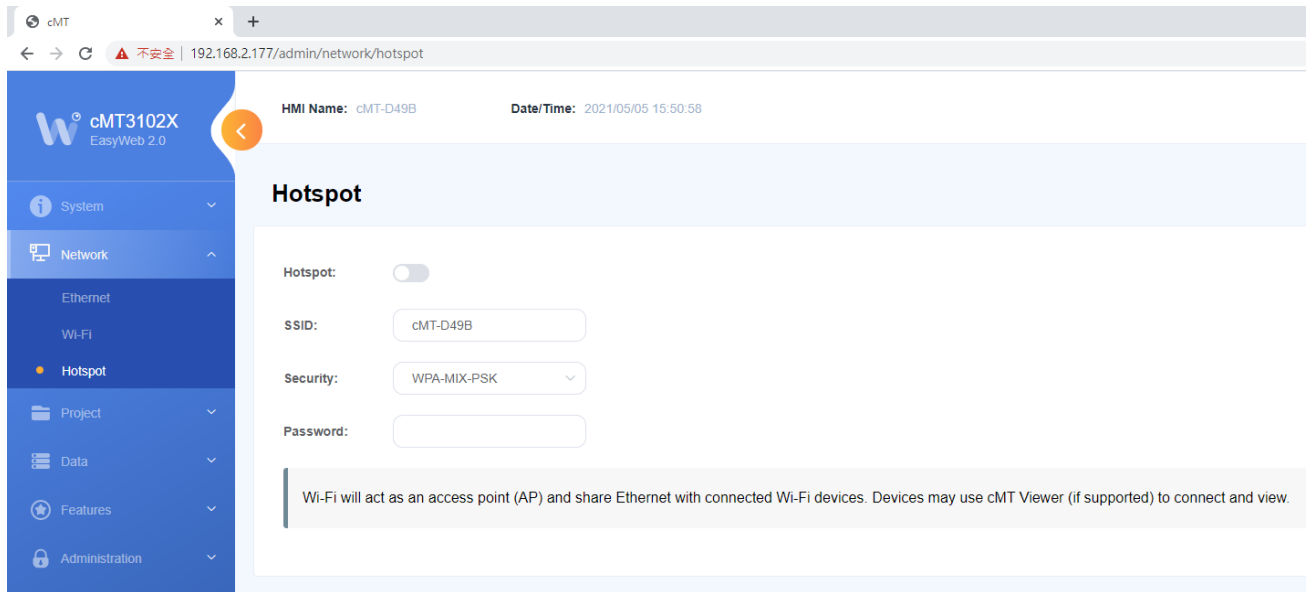 cMT
不安全 192.168.2.177/admin/network/hotspot
cMT3102X
EasyWeb 2.0
HMI Name: cMT-D49B Date/Time: 2021/05/05 15:50:58
System
Network
Ethernet
Wi-Fi
Hotspot
Project
Data
Features
Administration
Hotspot
Hotspot:
SSID: cMT-D49B
Security: WPA-MIX-PSK
Password:
Wi-Fi will act as an access point (AP) and share Ethernet with connected Wi-Fi devices. Devices may use cMT Viewer (if supported) to connect and view.